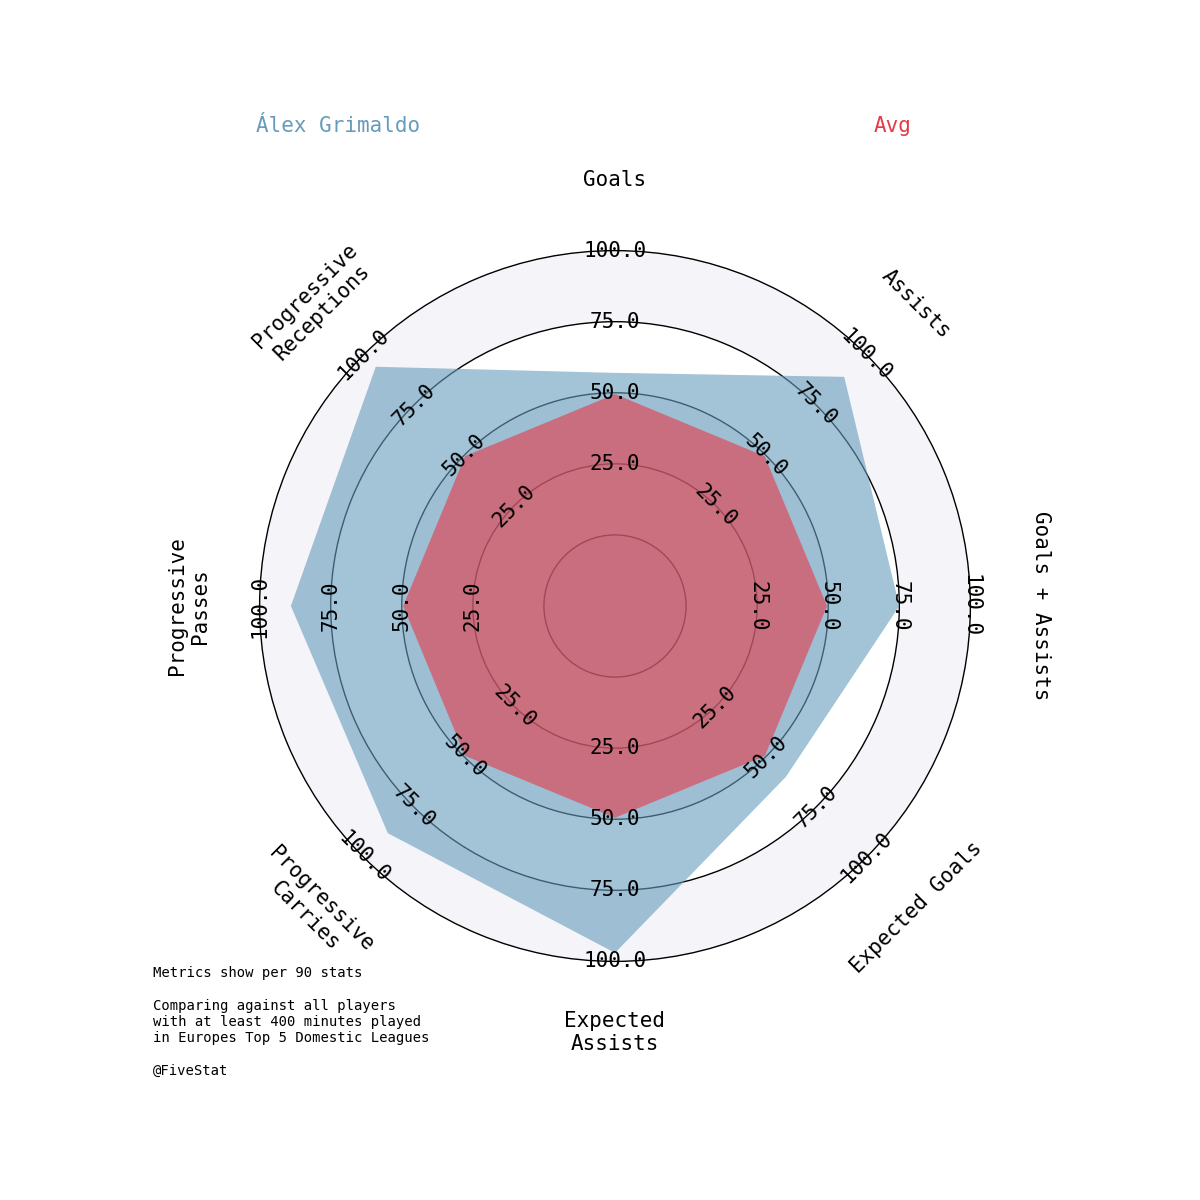 Álex Grimaldo
Avg
Goals
Assists
Goals + Assists
Expected Goals
Expected
Assists
Progressive
Carries
Progressive
Passes
Progressive
Receptions
25.0
50.0
75.0
100.0
25.0
50.0
75.0
100.0
25.0
50.0
75.0
100.0
25.0
50.0
75.0
100.0
25.0
50.0
75.0
100.0
25.0
50.0
75.0
100.0
25.0
50.0
75.0
100.0
25.0
50.0
75.0
100.0
Metrics show per 90 stats
Comparing against all players
with at least 400 minutes played
in Europes Top 5 Domestic Leagues
@FiveStat